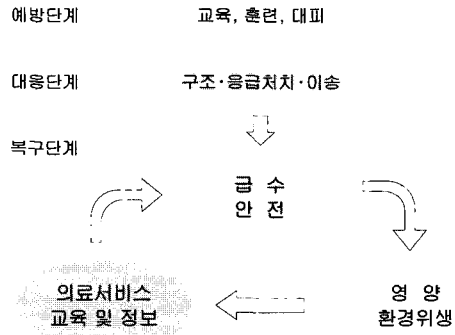 예방단계 교육, 훈련, 대피
대응단계 구조·응급처치·이송
복구단계
급 수
안 전
의료서비스
교육 및 정보
영 양
환경위생